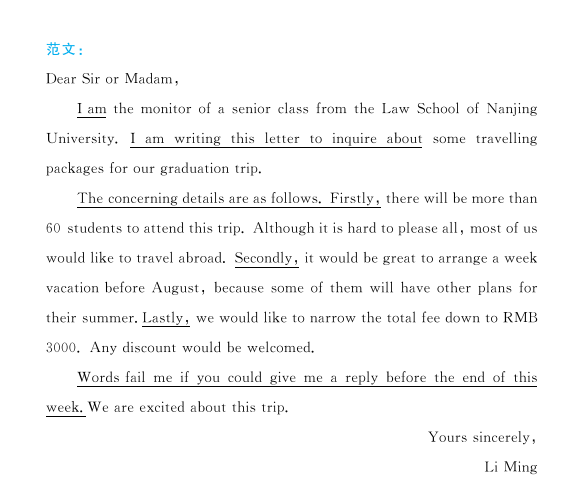 范文：
Dear Sir or Madam,
I am the monitor of a senior class from the Law School of Nanjing
University. I am writing this letter to inquire about some travelling
packages for our graduation trip.
The concerning details are as follows. Firstly, there will be more than
60 students to attend this trip. Although it is hard to please all, most of us
would like to travel abroad. Secondly, it would be great to arrange a week
vacation before August, because some of them will have other plans for
their summer. Lastly, we would like to narrow the total fee down to RMB
3000. Any discount would be welcomed.
Words fail me if you could give me a reply before the end of this
week. We are excited about this trip.
Yours sincerely,
Li Ming